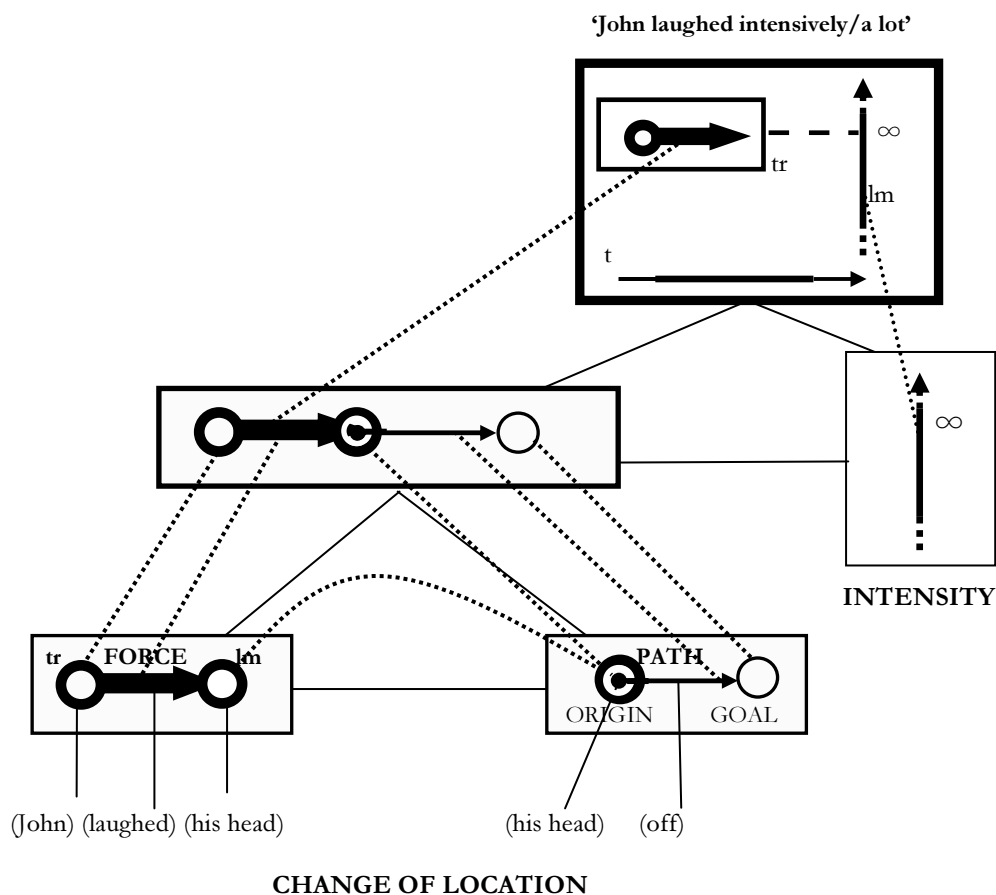 ‘John laughed intensively/a lot’
∞
tr
lm
t
∞
INTENSITY
tr FORCE lm
PATH
ORIGIN GOAL
(John) (laughed) (his head) (his head) (off)
CHANGE OF LOCATION